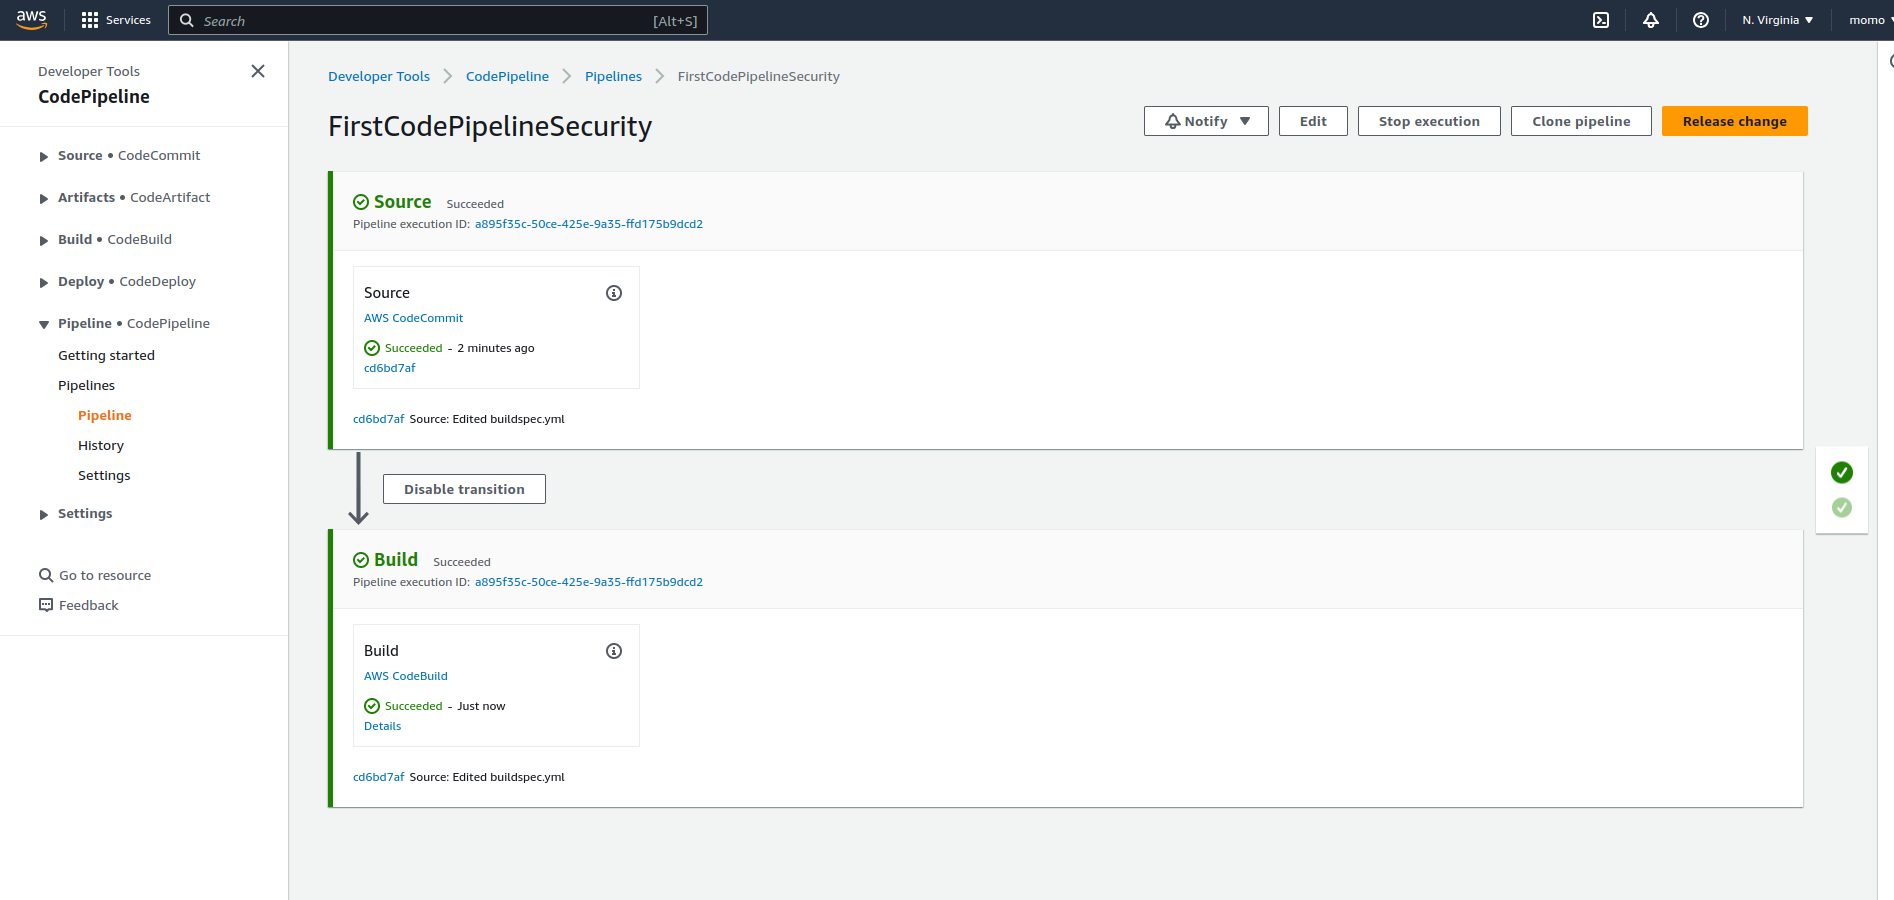 aws
Services
Search [Alt+S]
N. Virginia
momo
Developer Tools
CodePipeline
Source • CodeCommit
Artifacts • CodeArtifact
Build • CodeBuild
Deploy • CodeDeploy
Pipeline • CodePipeline
Getting started
Pipelines
Pipeline
History
Settings
Settings
Go to resource
Feedback
Developer Tools CodePipeline Pipelines FirstCodePipelineSecurity
FirstCodePipelineSecurity
Notify
Edit
Stop execution
Clone pipeline
Release change
Source Succeeded
Pipeline execution ID: a895f35c-50ce-425e-9a35-ffd175b9dcd2
Source
AWS CodeCommit
Succeeded - 2 minutes ago
cd6bd7af
cd6bd7af Source: Edited buildspec.yml
Disable transition
Build Succeeded
Pipeline execution ID: a895f35c-50ce-425e-9a35-ffd175b9dcd2
Build
AWS CodeBuild
Succeeded - Just now
Details
cd6bd7af Source: Edited buildspec.yml